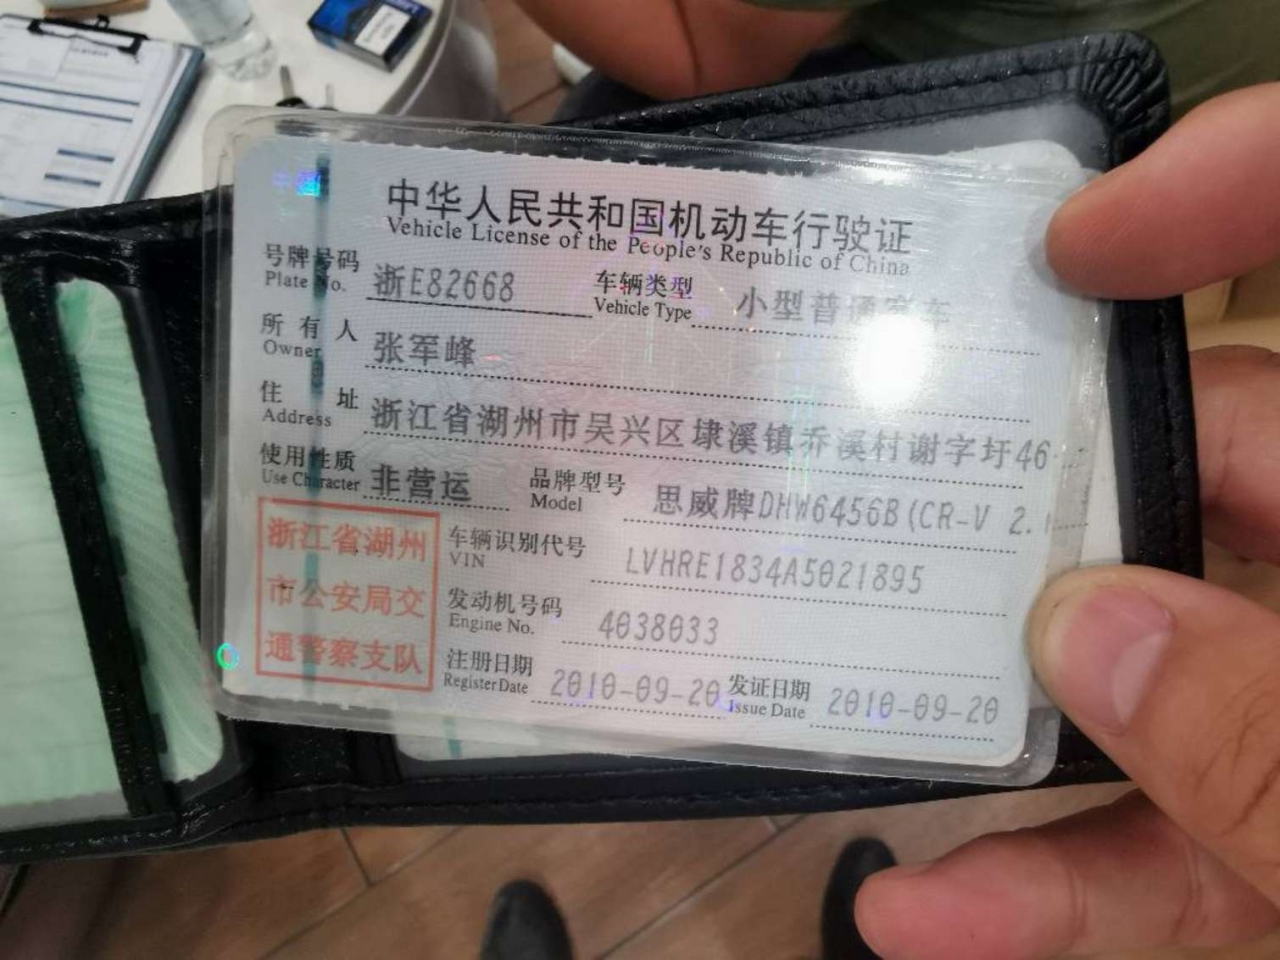 中国
中华人民共和国机动车行驶证
Vehicle License of the People's Republic of China
号牌号码 浙E82668 车辆类型 小型普通客车
Plate No. Vehicle Type
所有人 张军峰
Owner
住址 浙江省湖州市吴兴区埭溪镇乔溪村谢字圩46
Address
使用性质 非营运 品牌型号 思威牌DHW6456B(CR-V 2.
Use Character Model
浙江省湖州
市公安局交
通警察支队
车辆识别代号 LVHRE1834A5021895
VIN
发动机号码 4038033
Engine No.
注册日期 2010-09-20 发证日期 2010-09-20
Register Date Issue Date